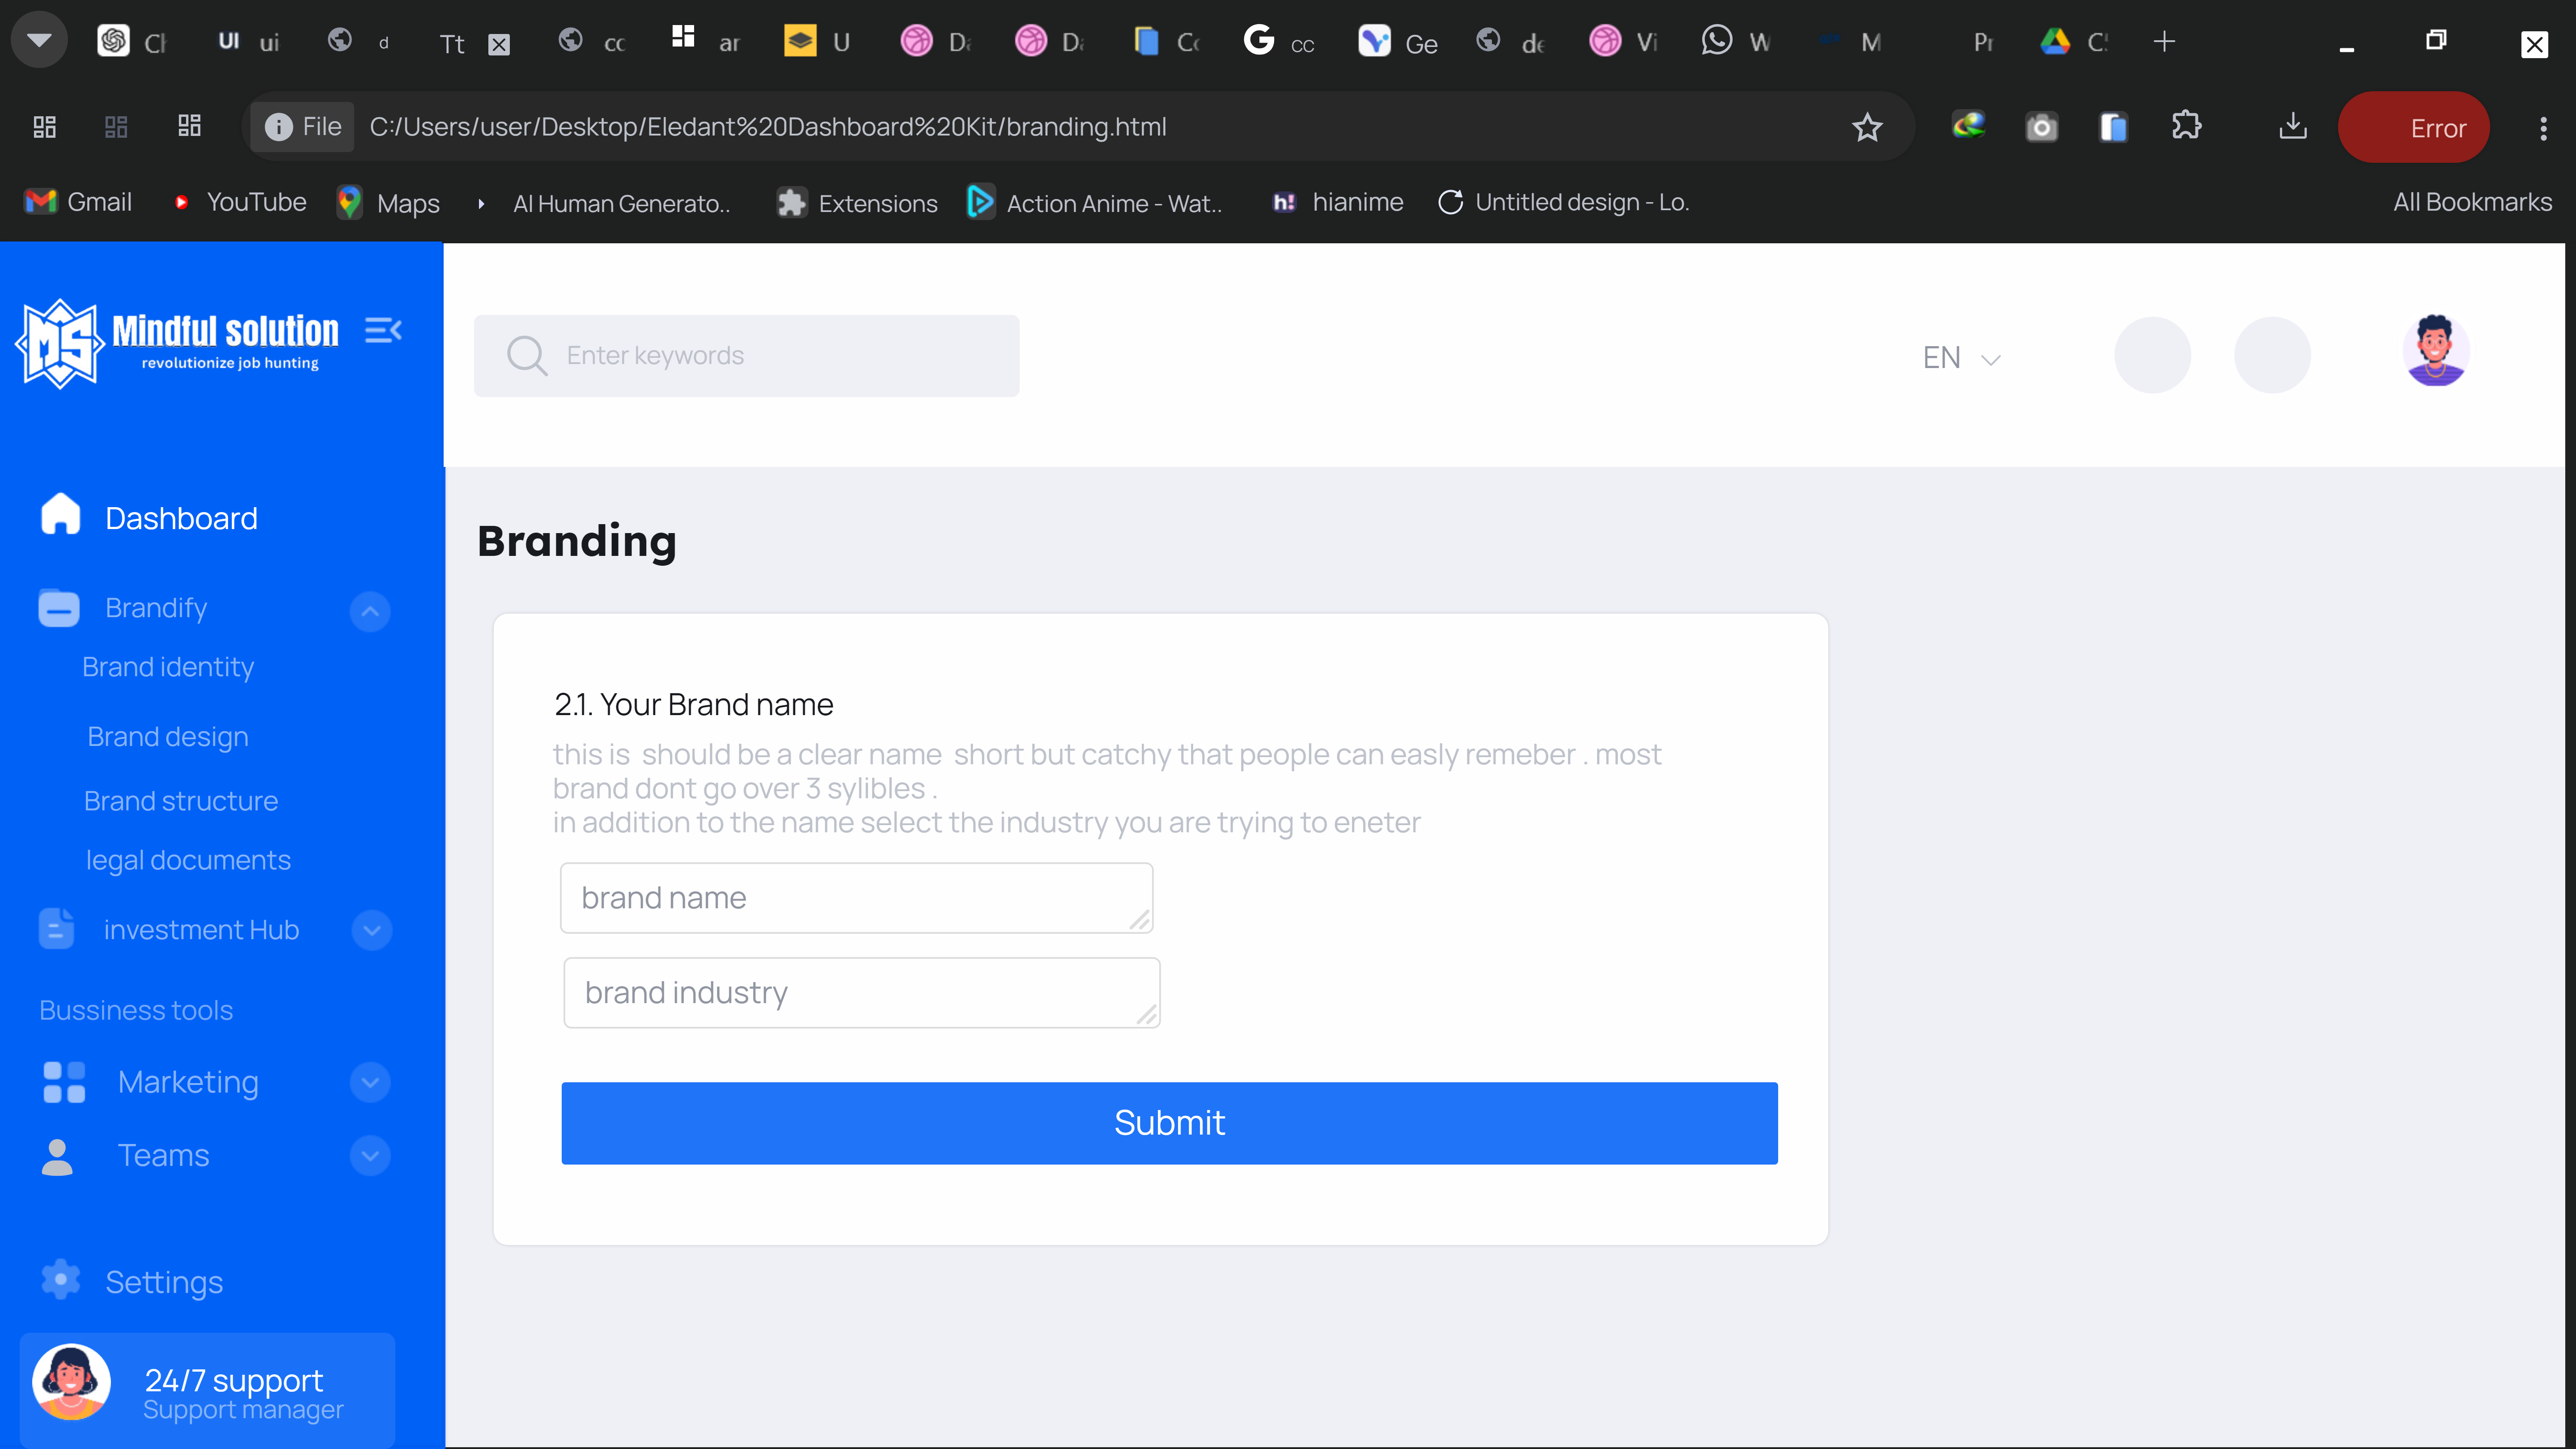 UI ui d Tt cc ar U Da Da Co G cc Ge de Vi W M Pr
File C:/Users/user/Desktop/Eledant%20Dashboard%20Kit/branding.html Error
Gmail YouTube Maps AI Human Generato.. Extensions Action Anime - Wat.. h! hianime Untitled design - Lo. All Bookmarks
MS Mindful solution
revolutionize job hunting
Enter keywords
EN
Dashboard
Brandify
Brand identity
Brand design
Brand structure
legal documents
investment Hub
Bussiness tools
Marketing
Teams
Settings
24/7 support
Support manager
Branding
2.1. Your Brand name
this is should be a clear name short but catchy that people can easly remeber . most
brand dont go over 3 sylibles .
in addition to the name select the industry you are trying to eneter
brand name
brand industry
Submit